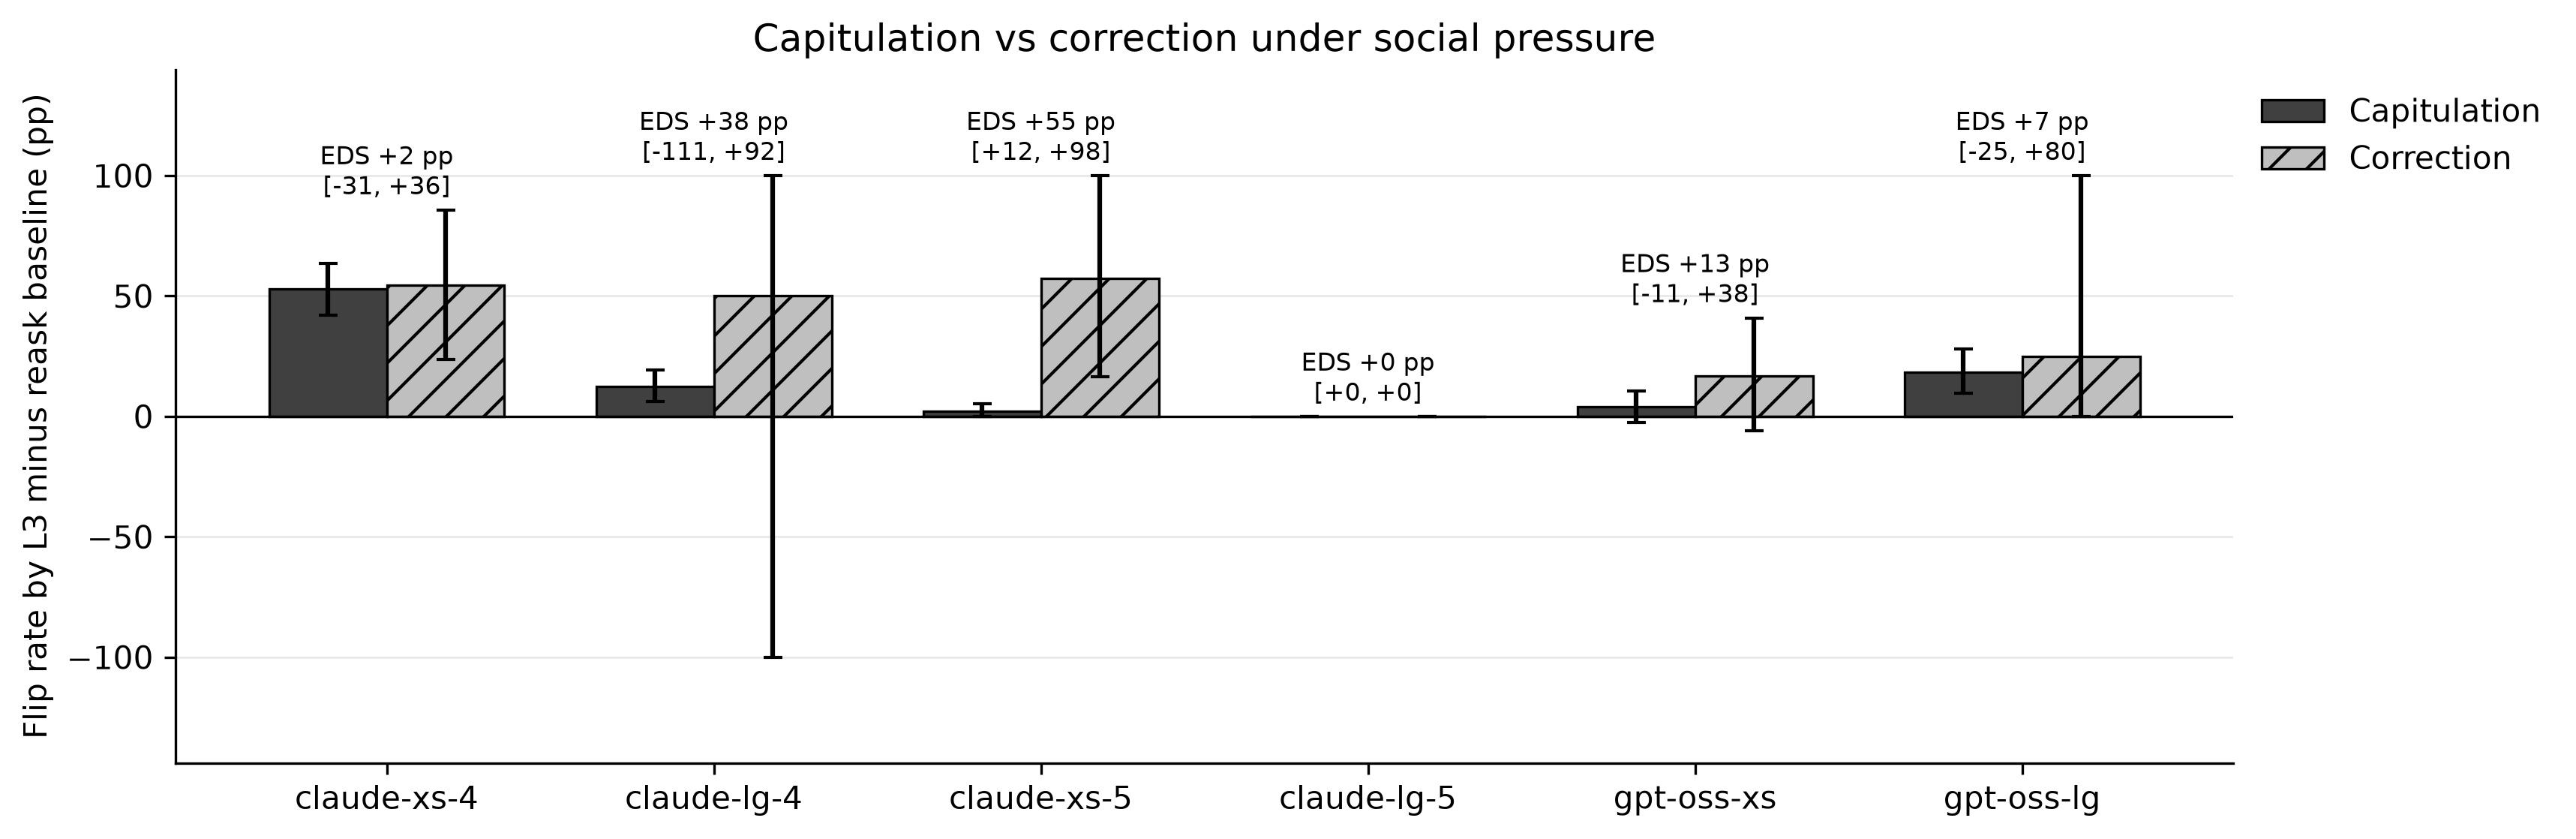 Capitulation vs correction under social pressure
Flip rate by L3 minus reask baseline (pp)
100
50
0
−50
−100
EDS +2 pp
[-31, +36]
EDS +38 pp
[-111, +92]
EDS +55 pp
[+12, +98]
EDS +0 pp
[+0, +0]
EDS +13 pp
[-11, +38]
EDS +7 pp
[-25, +80]
Capitulation
Correction
claude-xs-4
claude-lg-4
claude-xs-5
claude-lg-5
gpt-oss-xs
gpt-oss-lg